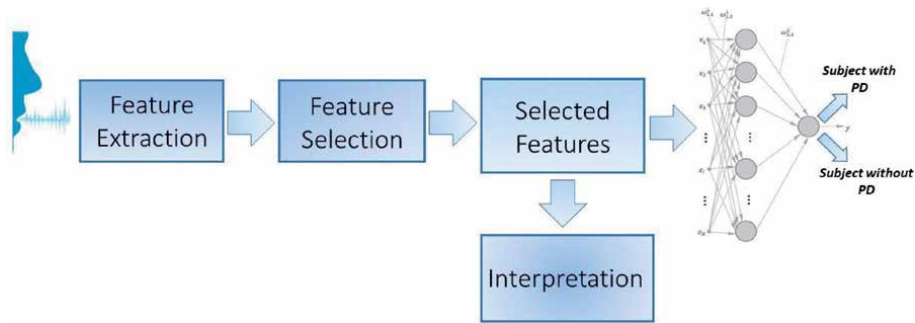 Feature
Extraction
Feature
Selection
Selected
Features
Interpretation
Subject with
PD
y
Subject without
PD